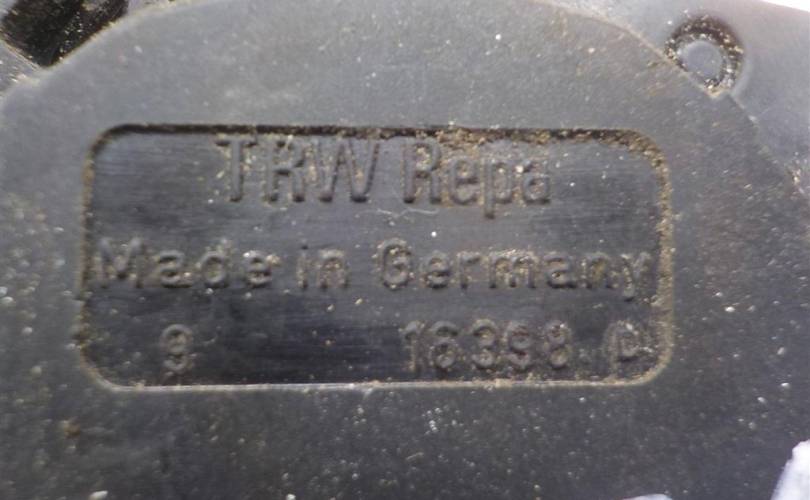 TRW Repa
Made in Germany
9 16398 P